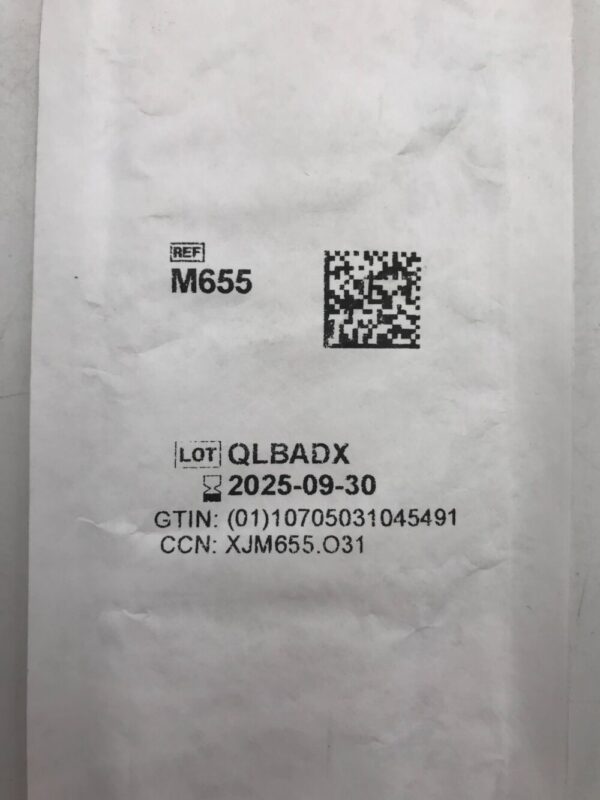 REF
M655
LOT QLBADX
2025-09-30
GTIN: (01)10705031045491
CCN: XJM655.O31